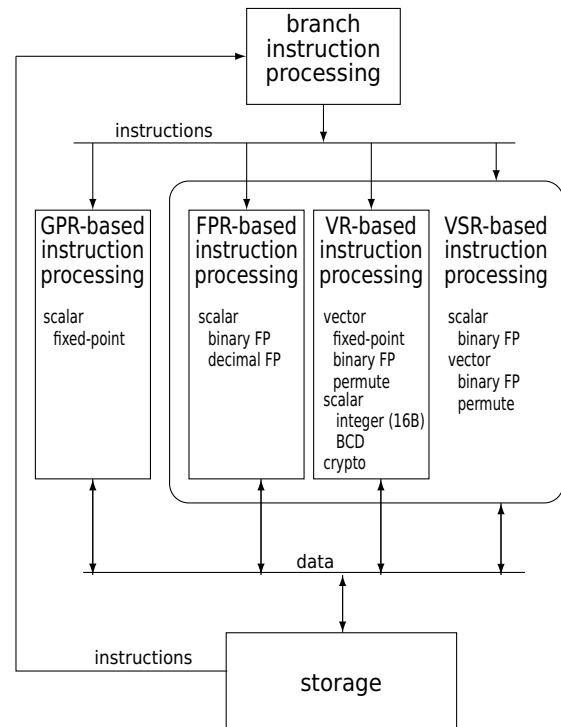 branch
instruction
processing
instructions
GPR-based
instruction
processing
scalar
fixed-point
FPR-based
instruction
processing
scalar
binary FP
decimal FP
VR-based
instruction
processing
vector
fixed-point
binary FP
permute
scalar
integer (16B)
BCD
crypto
VSR-based
instruction
processing
scalar
binary FP
vector
binary FP
permute
data
instructions
storage